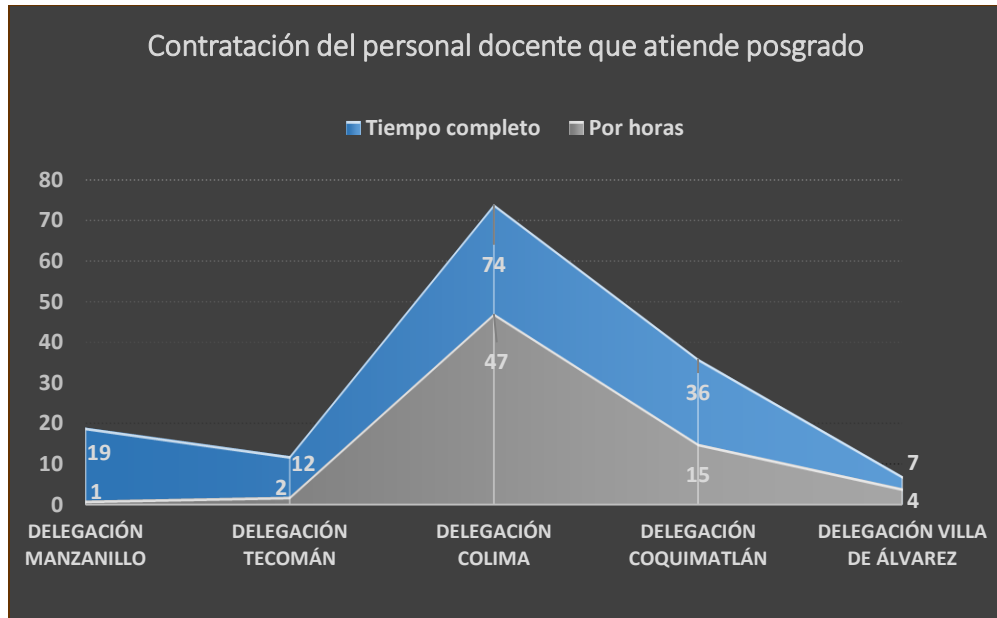 Contratación del personal docente que atiende posgrado
Tiempo completo Por horas
80
70
60
50
40
30
20
10
0
19
1
12
2
74
47
36
15
7
4
DELEGACIÓN
MANZANILLO
DELEGACIÓN
TECOMÁN
DELEGACIÓN
COLIMA
DELEGACIÓN
COQUIMATLÁN
DELEGACIÓN VILLA
DE ÁLVAREZ